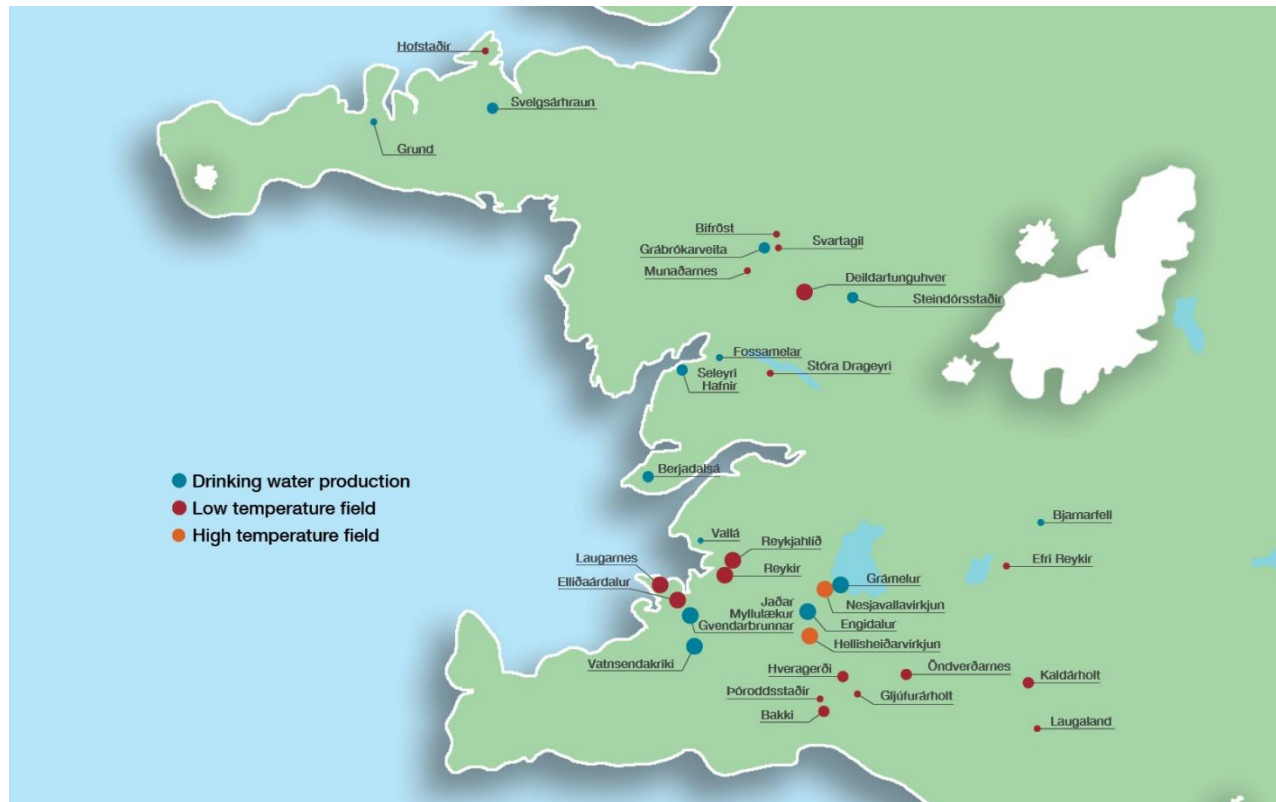 Hofstaðir
Svelgsárhraun
Grund
Bifröst
Grábrókarveita
Svartagil
Munaðarnes
Deildartunguhver
Steindórsstaðir
Fossamelar
Stóra Drageyri
Seleyri
Hafnir
Berjadalsá
Drinking water production
Low temperature field
High temperature field
Bjarnarfell
Vallá
Reykjahlíð
Laugarnes
Efri Reykir
Reykir
Elliðaárdalur
Grámelur
Jaðar
Nesjavallavirkjun
Myllulækur
Gvendarbrunnar
Engidalur
Hellisheiðarvirkjun
Vatnsendakriki
Hveragerði
Öndverðarnes
Kaldárholt
Þóroddsstaðir
Gljúfurárholt
Bakki
Laugaland